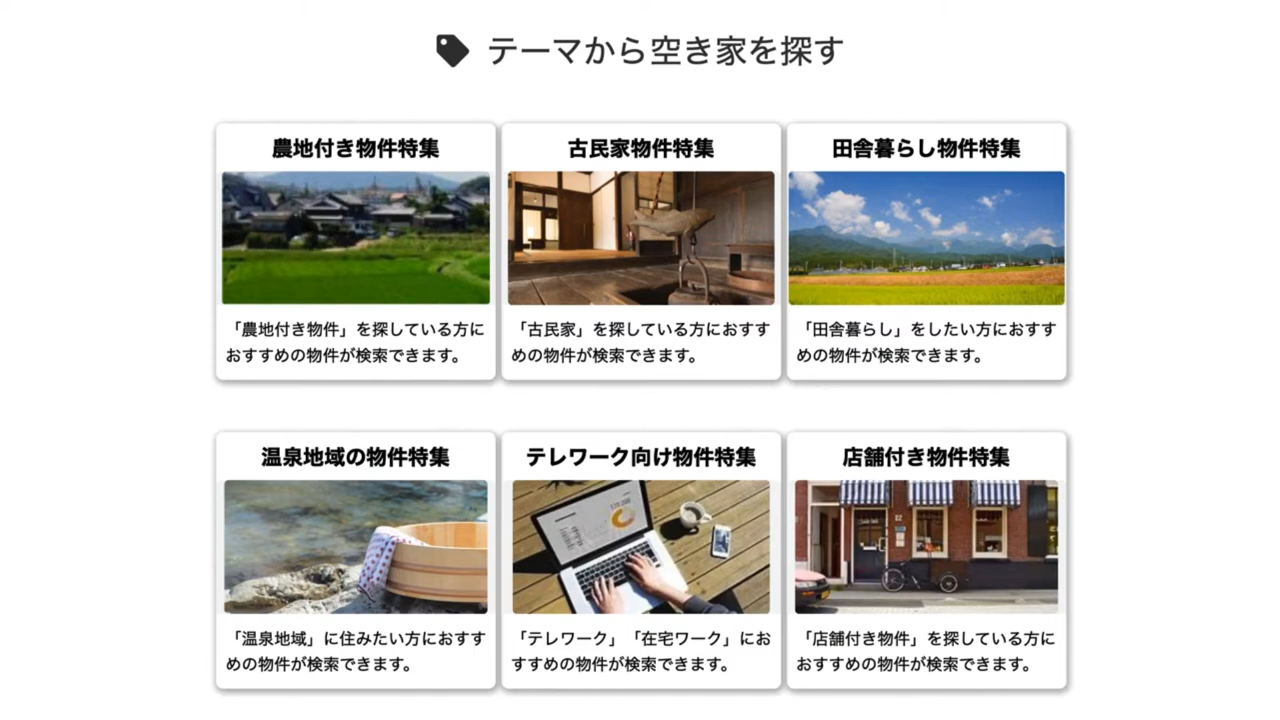 テーマから空き家を探す
農地付き物件特集
「農地付き物件」を探している方に
おすすめの物件が検索できます。
古民家物件特集
「古民家」を探している方におすす
めの物件が検索できます。
田舎暮らし物件特集
「田舎暮らし」をしたい方におすす
めの物件が検索できます。
温泉地域の物件特集
「温泉地域」に住みたい方におすす
めの物件が検索できます。
テレワーク向け物件特集
「テレワーク」「在宅ワーク」にお
すすめの物件が検索できます。
店舗付き物件特集
「店舗付き物件」を探している方に
おすすめの物件が検索できます。